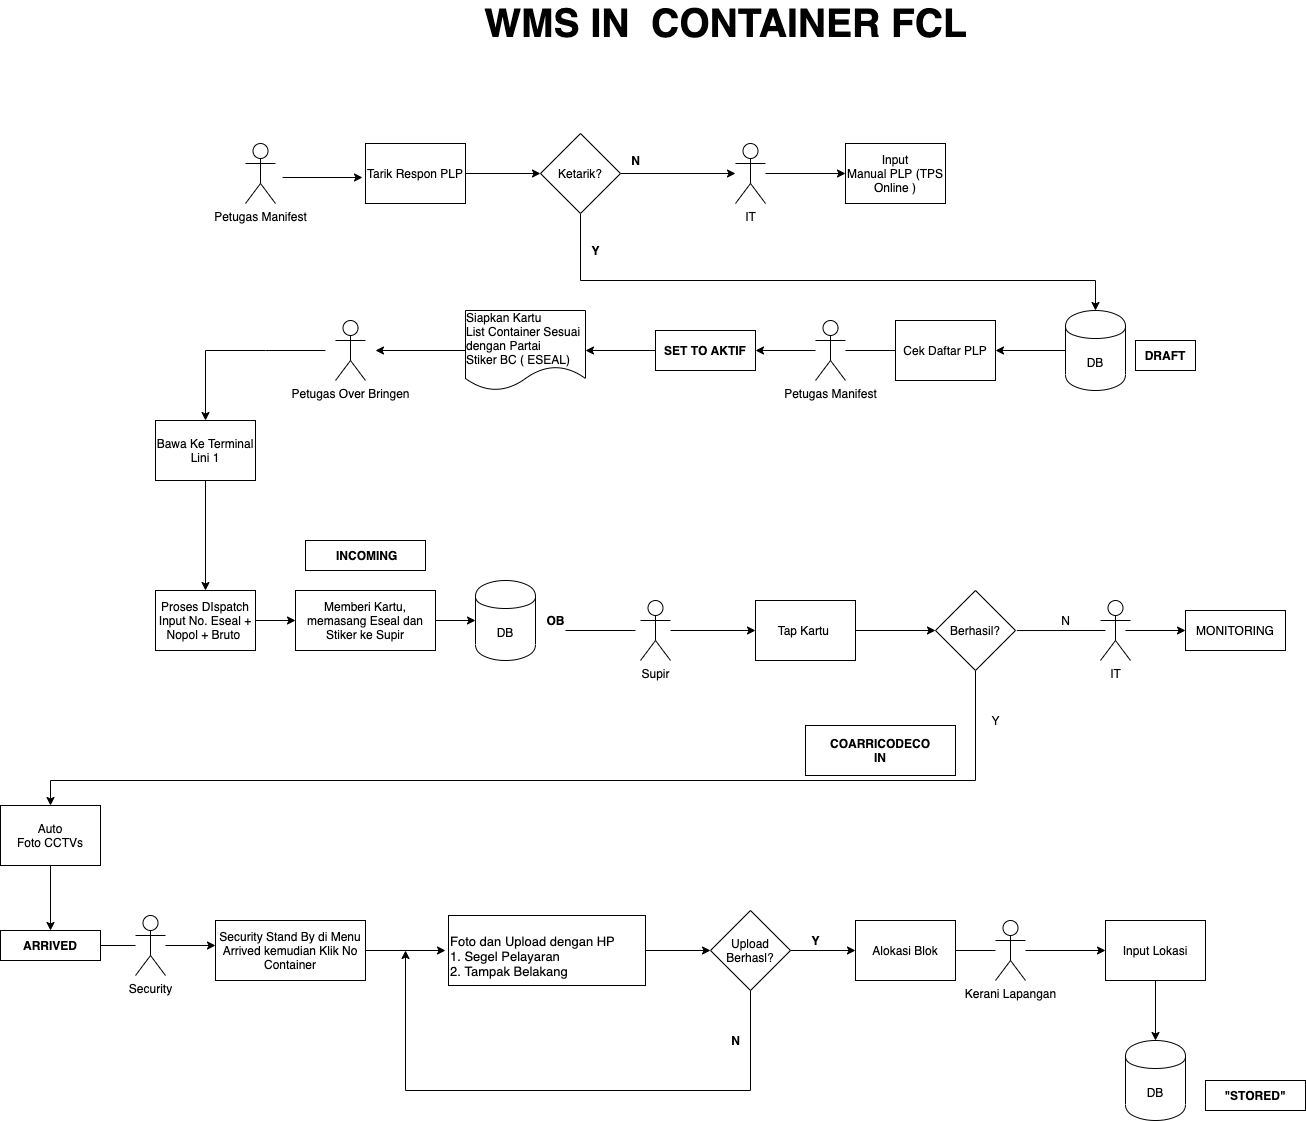 WMS IN CONTAINER FCL
Petugas Manifest
Tarik Respon PLP
Ketarik?
N
IT
Input
Manual PLP (TPS
Online )
Y
Siapkan Kartu
List Container Sesuai
dengan Partai
Stiker BC ( ESEAL)
SET TO AKTIF
Petugas Manifest
Cek Daftar PLP
DB
DRAFT
Petugas Over Bringen
Bawa Ke Terminal
Lini 1
INCOMING
Proses DIspatch
Input No. Eseal +
Nopol + Bruto
Memberi Kartu,
memasang Eseal dan
Stiker ke Supir
DB
OB
Supir
Tap Kartu
Berhasil?
N
IT
MONITORING
Y
COARRICODECO
IN
Auto
Foto CCTVs
ARRIVED
Security
Security Stand By di Menu
Arrived kemudian Klik No
Container
Foto dan Upload dengan HP
1. Segel Pelayaran
2. Tampak Belakang
Upload
Berhasl?
Y
N
Alokasi Blok
Kerani Lapangan
Input Lokasi
DB
"STORED"